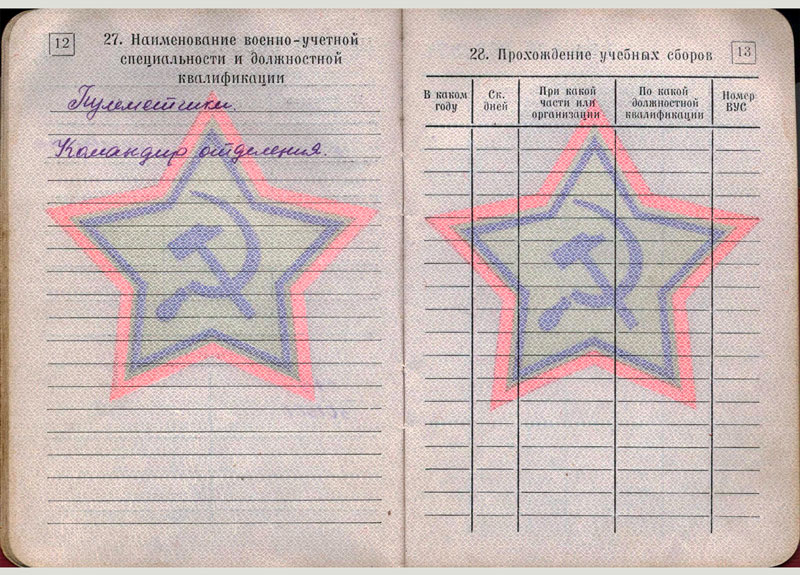 12
27. Наименование военно-учетной
специальности и должностной
квалификации
Пулеметчики.
Командир отделения.
28. Прохождение учебных сборов
13
В каком году
Ск. дней
При какой части или организации
По какой должностной квалификации
Номер ВУС